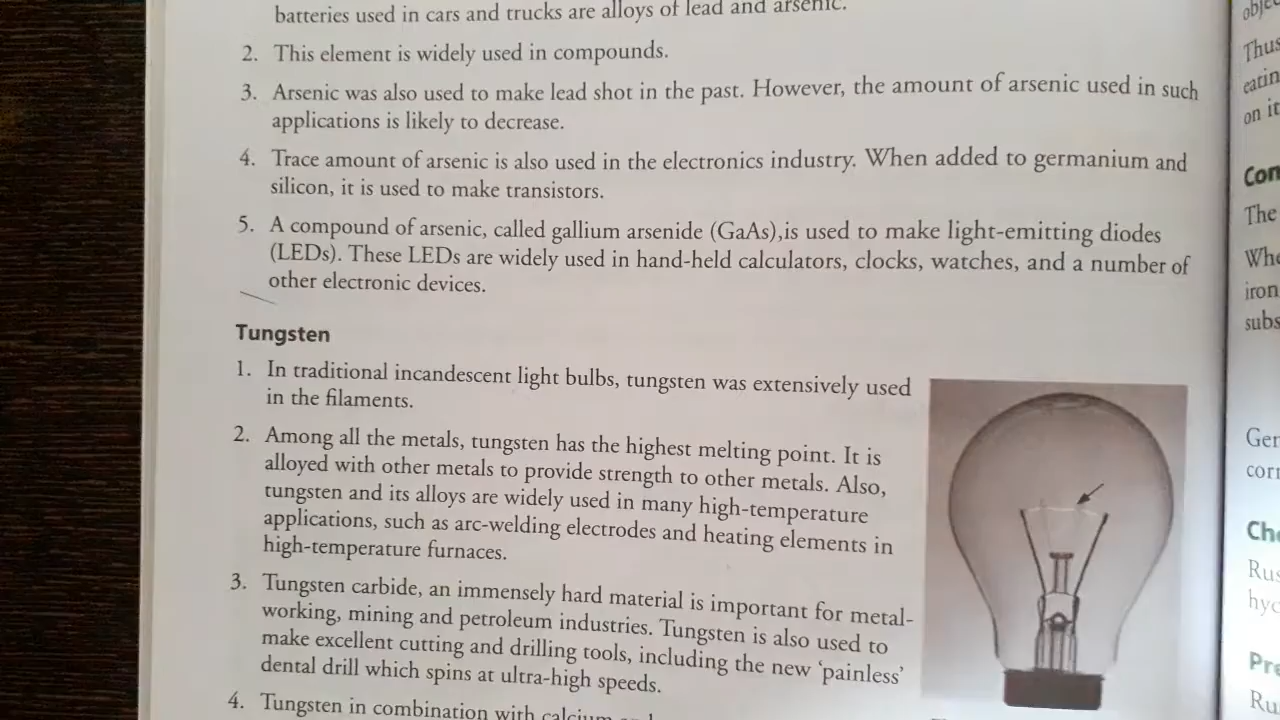 batteries used in cars and trucks are alloys of lead and arsenic.
2. This element is widely used in compounds.
3. Arsenic was also used to make lead shot in the past. However, the amount of arsenic used in such
applications is likely to decrease.
4. Trace amount of arsenic is also used in the electronics industry. When added to germanium and
silicon, it is used to make transistors.
5. A compound of arsenic, called gallium arsenide (GaAs),is used to make light-emitting diodes
(LEDs). These LEDs are widely used in hand-held calculators, clocks, watches, and a number of
other electronic devices.
Tungsten
1. In traditional incandescent light bulbs, tungsten was extensively used
in the filaments.
2. Among all the metals, tungsten has the highest melting point. It is
alloyed with other metals to provide strength to other metals. Also,
tungsten and its alloys are widely used in many high-temperature
applications, such as arc-welding electrodes and heating elements in
high-temperature furnaces.
3. Tungsten carbide, an immensely hard material is important for metal-
working, mining and petroleum industries. Tungsten is also used to
make excellent cutting and drilling tools, including the new ‘painless’
dental drill which spins at ultra-high speeds.
4. Tungsten in combination with calcium
Thus
on it
The
iron